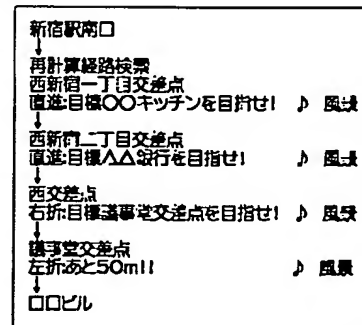 新宿駅南口
↓
再計算経路検索
西新宿一丁目交差点
直進:目標○○キッチンを目指せ! ♪ 風景
↓
西新宿二丁目交差点
直進:目標△△銀行を目指せ! ♪ 風景
↓
西交差点
右折:目標議事堂交差点を目指せ! ♪ 風景
↓
議事堂交差点
左折:あと50m!! ♪ 風景
↓
□□ビル